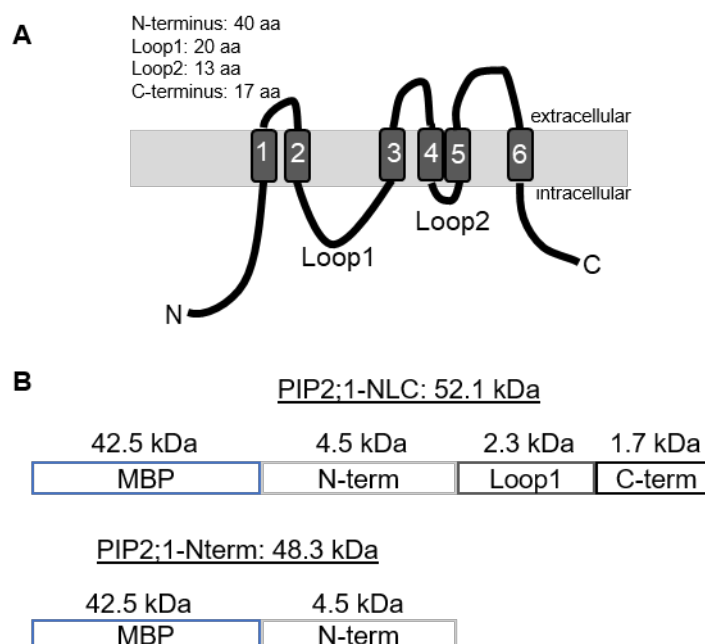 A
N-terminus: 40 aa
Loop1: 20 aa
Loop2: 13 aa
C-terminus: 17 aa
extracellular
1 2 3 4 5 6
intracellular
Loop1
Loop2
N
C
B
PIP2;1-NLC: 52.1 kDa
42.5 kDa 4.5 kDa 2.3 kDa 1.7 kDa
MBP N-term Loop1 C-term
PIP2;1-Nterm: 48.3 kDa
42.5 kDa 4.5 kDa
MBP N-term